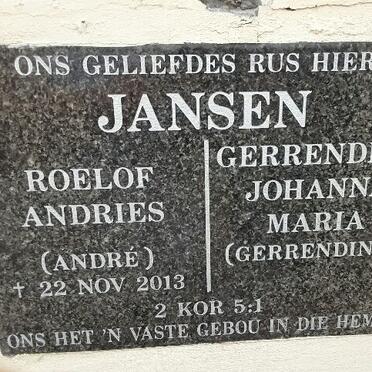 ONS GELIEFDES RUS HIER
JANSEN
ROELOF
ANDRIES
(ANDRÉ)
† 22 NOV 2013
GERRENDI
JOHANN
MARIA
(GERRENDIN
2 KOR 5:1
ONS HET 'N VASTE GEBOU IN DIE HEM